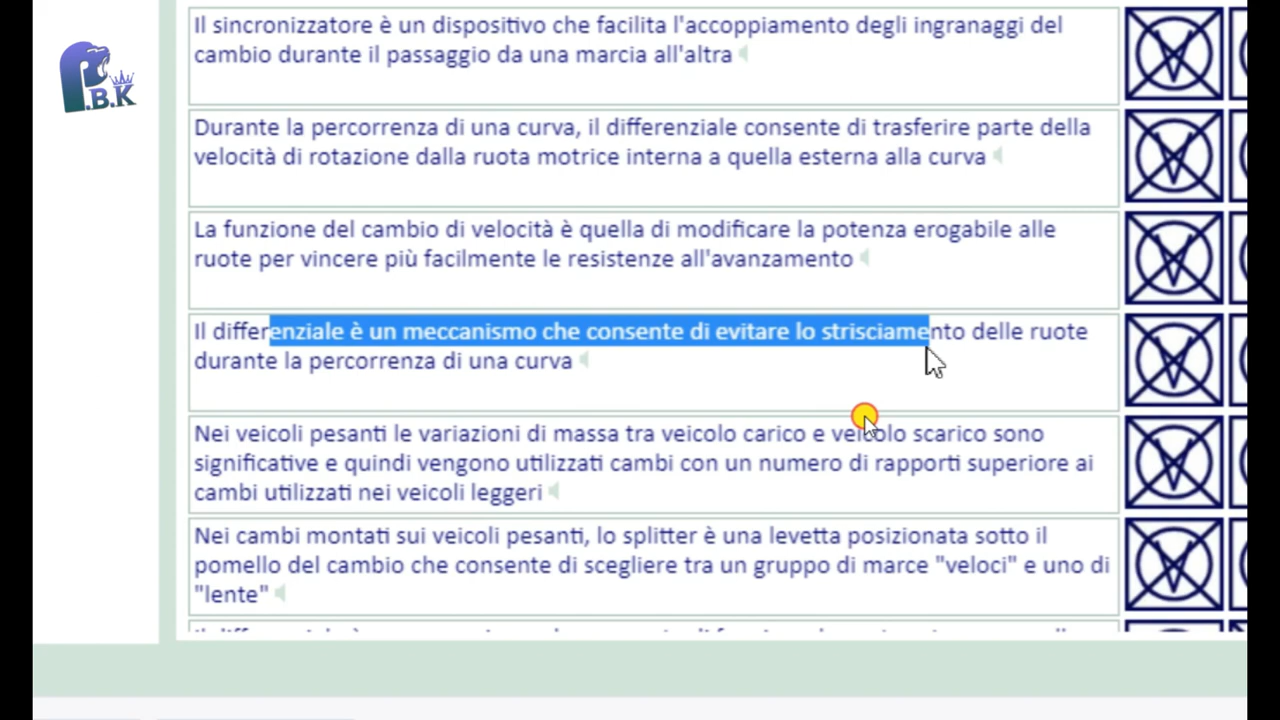 P.B.K
Il sincronizzatore è un dispositivo che facilita l'accoppiamento degli ingranaggi del
cambio durante il passaggio da una marcia all'altra
Durante la percorrenza di una curva, il differenziale consente di trasferire parte della
velocità di rotazione dalla ruota motrice interna a quella esterna alla curva
La funzione del cambio di velocità è quella di modificare la potenza erogabile alle
ruote per vincere più facilmente le resistenze all'avanzamento
Il differenziale è un meccanismo che consente di evitare lo strisciamento delle ruote
durante la percorrenza di una curva
Nei veicoli pesanti le variazioni di massa tra veicolo carico e veicolo scarico sono
significative e quindi vengono utilizzati cambi con un numero di rapporti superiore ai
cambi utilizzati nei veicoli leggeri
Nei cambi montati sui veicoli pesanti, lo splitter è una levetta posizionata sotto il
pomello del cambio che consente di scegliere tra un gruppo di marce "veloci" e uno di
"lente"
V
V
V
V
V
V